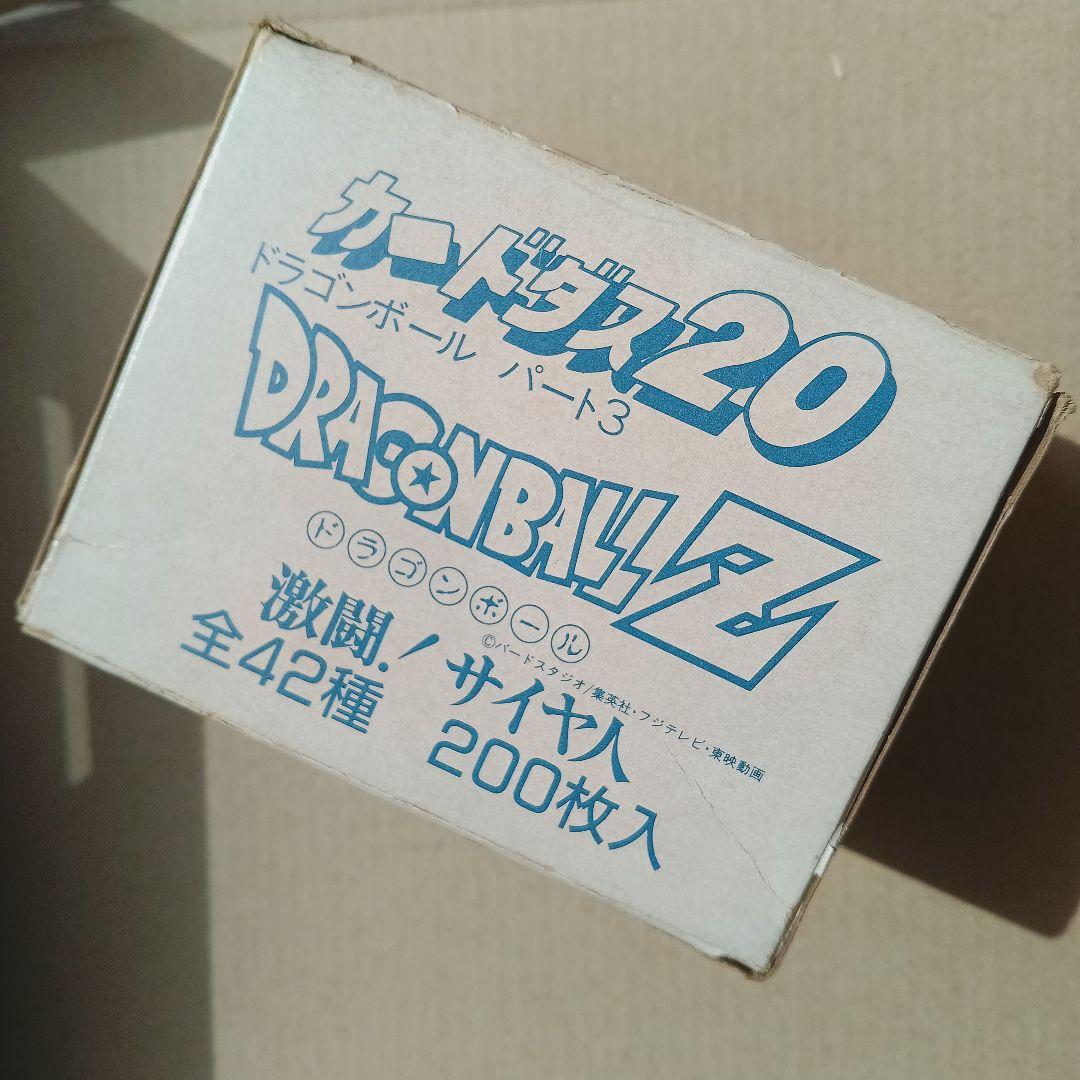 カードダス20
ドラゴンボール パート3
DRAGONBALL Z
ドラゴンボール
©バードスタジオ/集英社・フジテレビ・東映動画
激闘!サイヤ人
全42種 200枚入